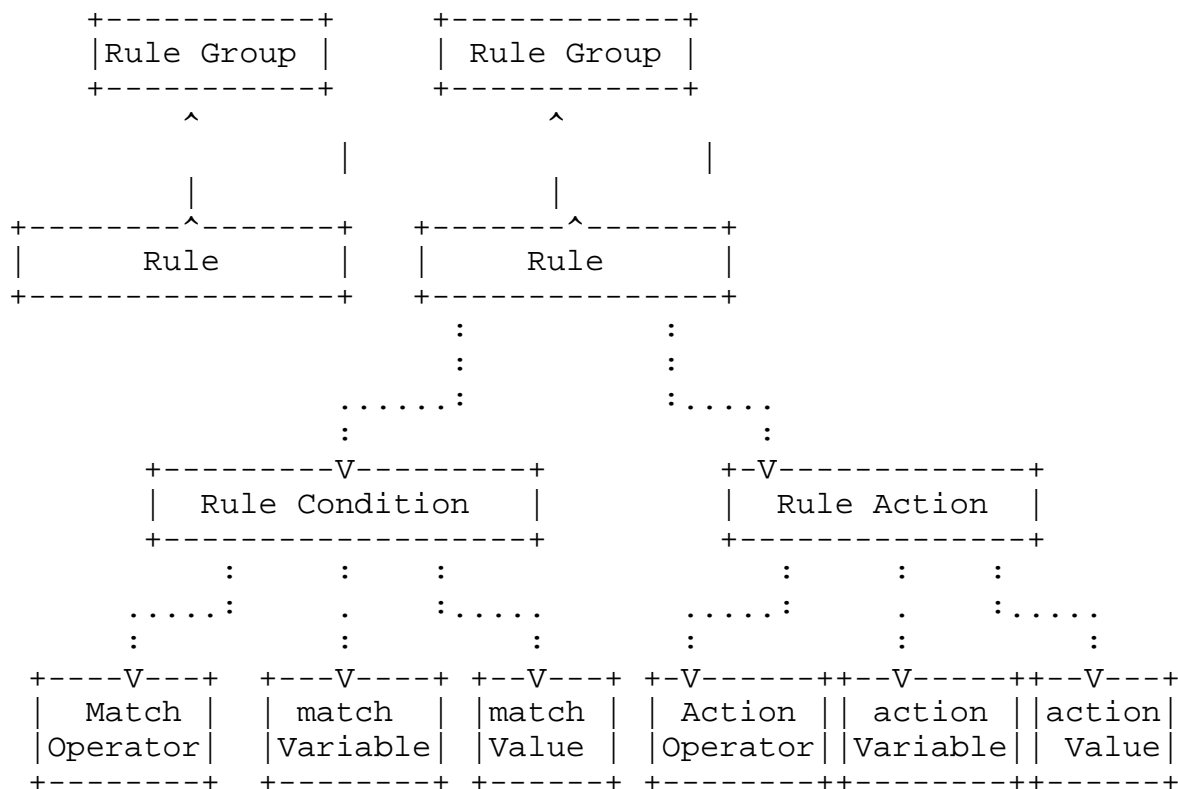 Rule Group Rule Group
Rule Rule
Rule Condition Rule Action
Match match match Action action action
Operator Variable Value Operator Variable Value